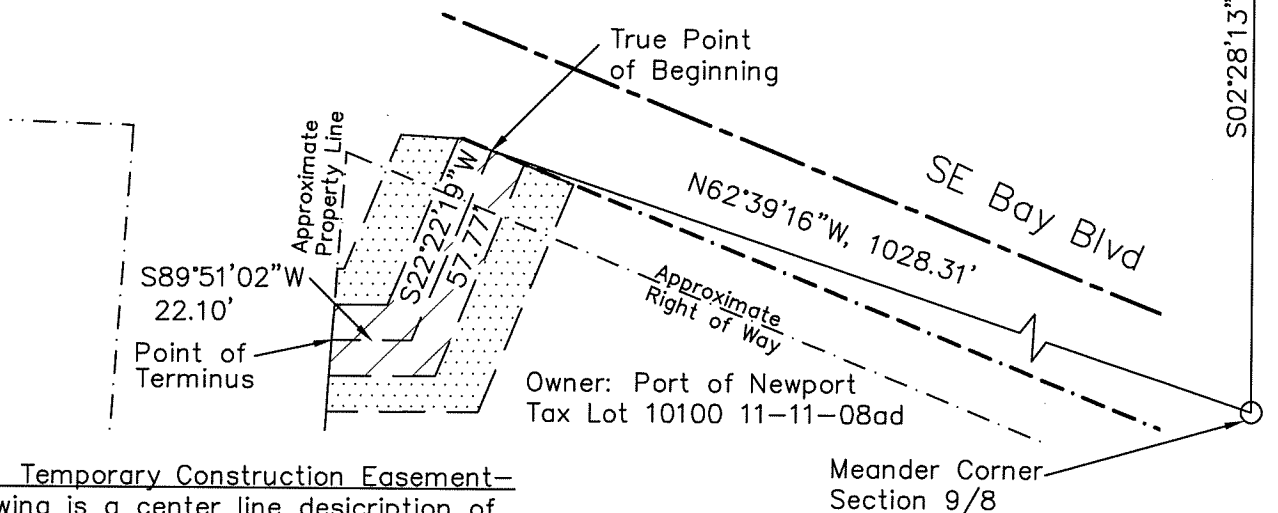 S02°28'13"
True Point
of Beginning
SE Bay Blvd
Approximate
Property Line
S22°22'19"W
57.771
N62°39'16"W, 1028.31'
S89°51'02"W
22.10'
Approximate
Right of Way
Point of
Terminus
Owner: Port of Newport
Tax Lot 10100 11-11-08ad
Meander Corner
Section 9/8
Temporary Construction Easement-
wing is a center line desicription of